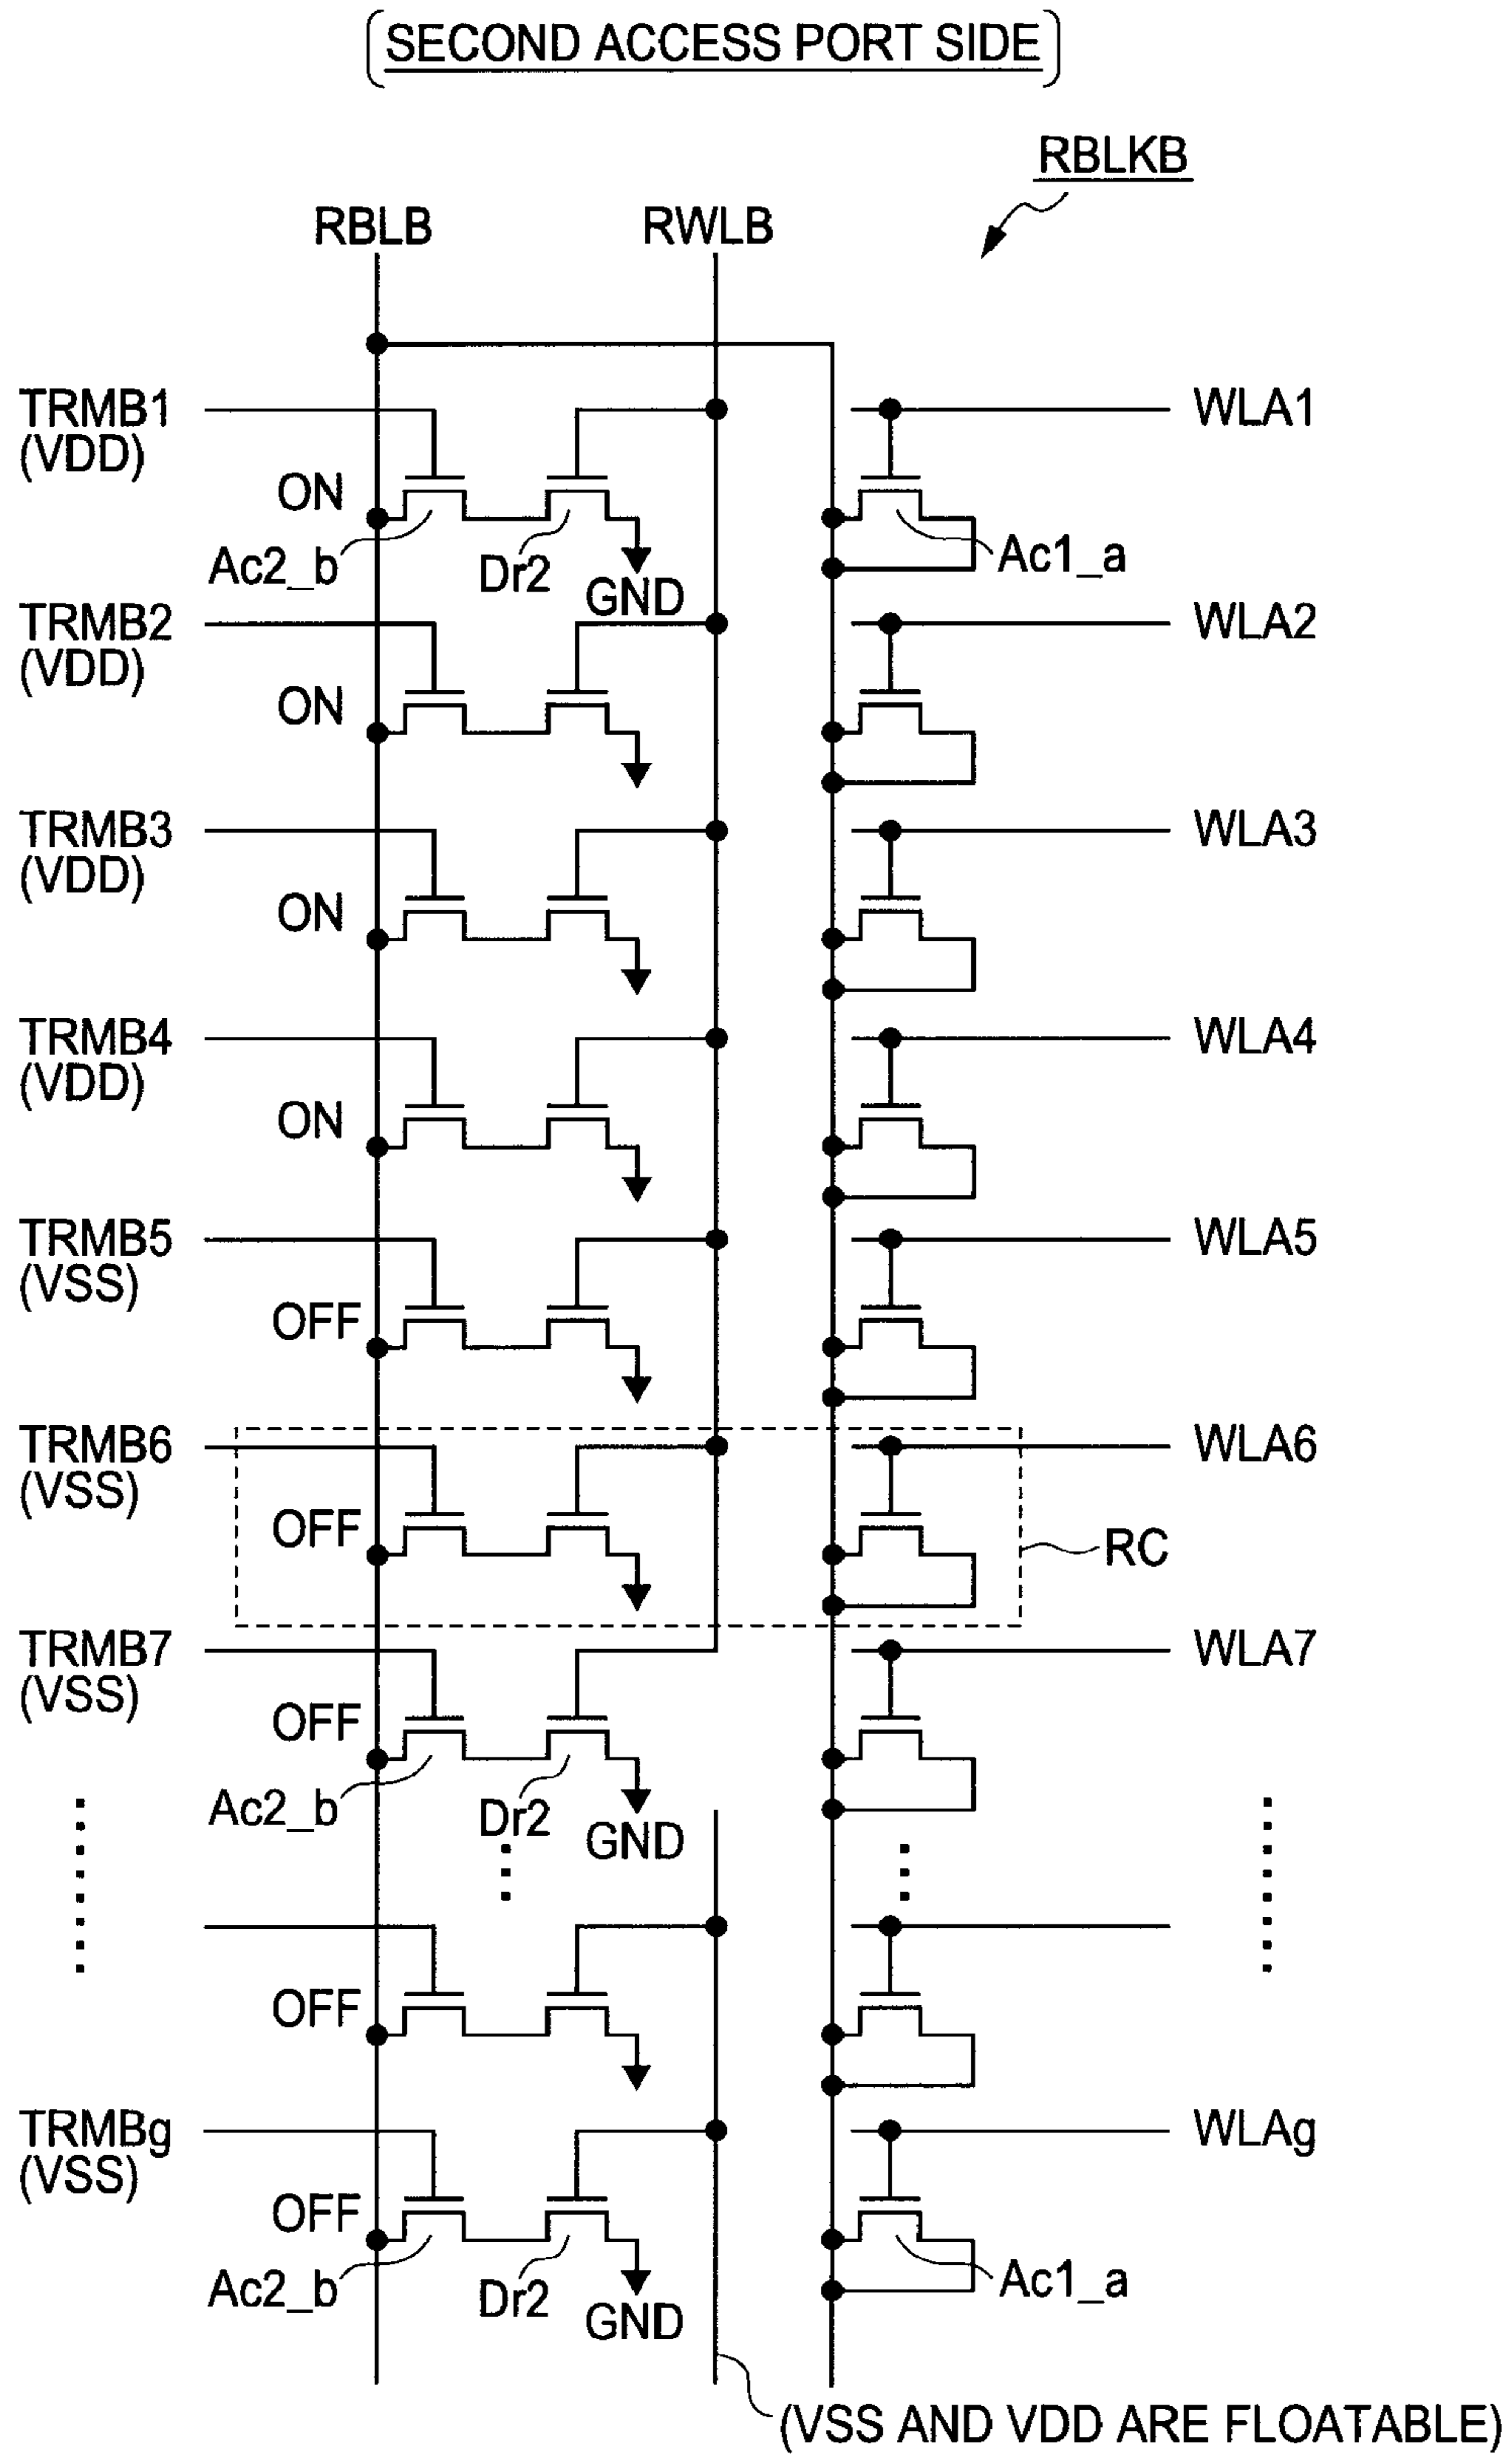 SECOND ACCESS PORT SIDE
RBLKB
RBLB RWLB
TRMB1 WLA1
(VDD)
ON
Ac2_b Dr2 Ac1_a
GND
TRMB2 WLA2
(VDD)
ON
TRMB3 WLA3
(VDD)
ON
TRMB4 WLA4
(VDD)
ON
TRMB5 WLA5
(VSS)
OFF
TRMB6 WLA6
(VSS)
OFF RC
TRMB7 WLA7
(VSS)
OFF
Ac2_b Dr2 GND
OFF
TRMBg WLAg
(VSS)
OFF
Ac2_b Dr2 Ac1_a
GND
(VSS AND VDD ARE FLOATABLE)